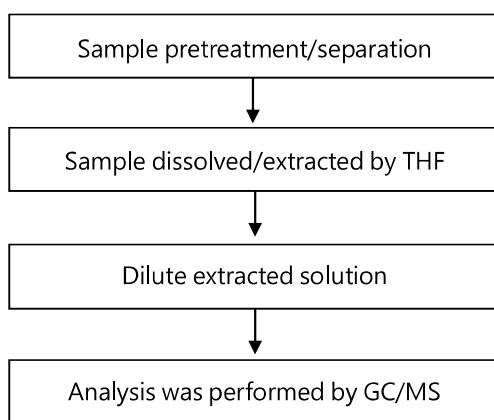 Sample pretreatment/separation
Sample dissolved/extracted by THF
Dilute extracted solution
Analysis was performed by GC/MS